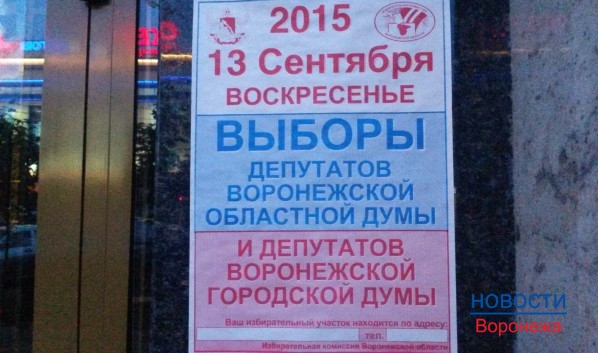 2015
13 Сентября
ВОСКРЕСЕНЬЕ
ВЫБОРЫ
ДЕПУТАТОВ
ВОРОНЕЖСКОЙ
ОБЛАСТНОЙ ДУМЫ
И ДЕПУТАТОВ
ВОРОНЕЖСКОЙ
ГОРОДСКОЙ ДУМЫ
Ваш избирательный участок находится по адресу:
тел.
Избирательная комиссия Воронежской области
НОВОСТИ
Воронежа